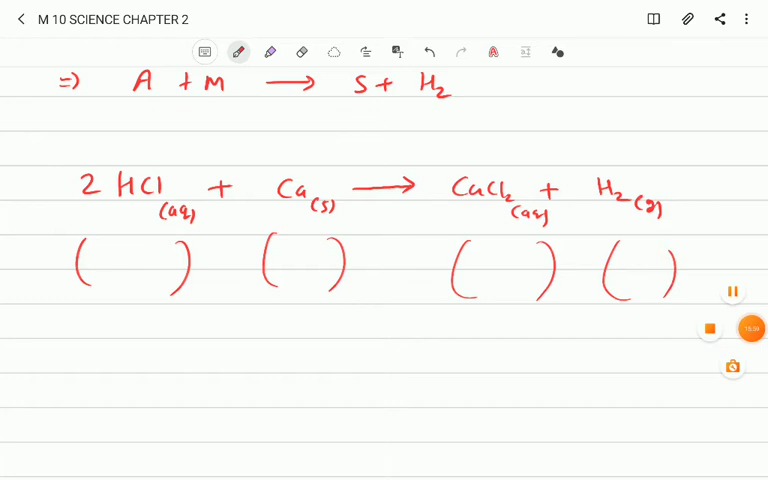 M 10 SCIENCE CHAPTER 2
=) A + M → S + H₂
2 HCl(aq) + Ca(s) → CaCl₂(aq) + H₂(g)
( ) ( ) ( ) ( )